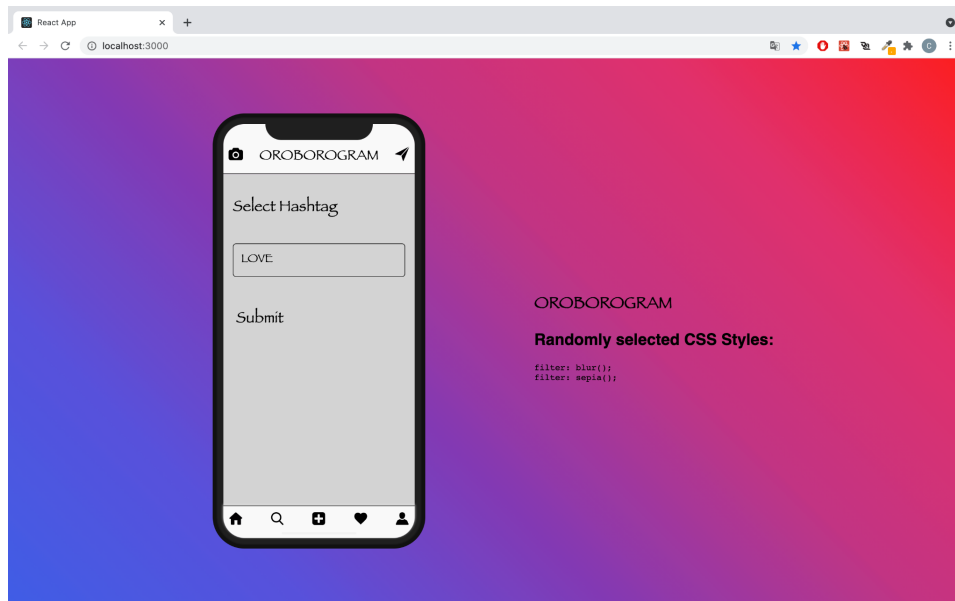 React App
localhost:3000
OROBOROGRAM
Select Hashtag
LOVE
Submit
OROBOROGRAM
Randomly selected CSS Styles:
filter: blur();
filter: sepia();